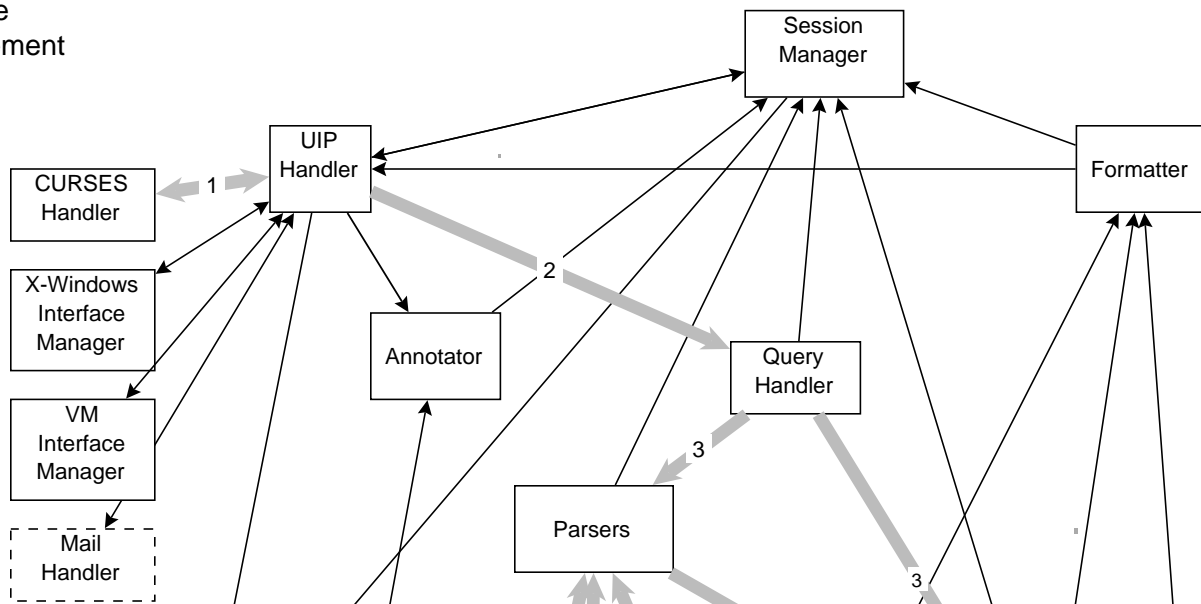 e
ment
Session
Manager
UIP
Handler
Formatter
CURSES
Handler
1
X-Windows
Interface
Manager
2
Annotator
Query
Handler
VM
Interface
Manager
3
Parsers
Mail
Handler
3